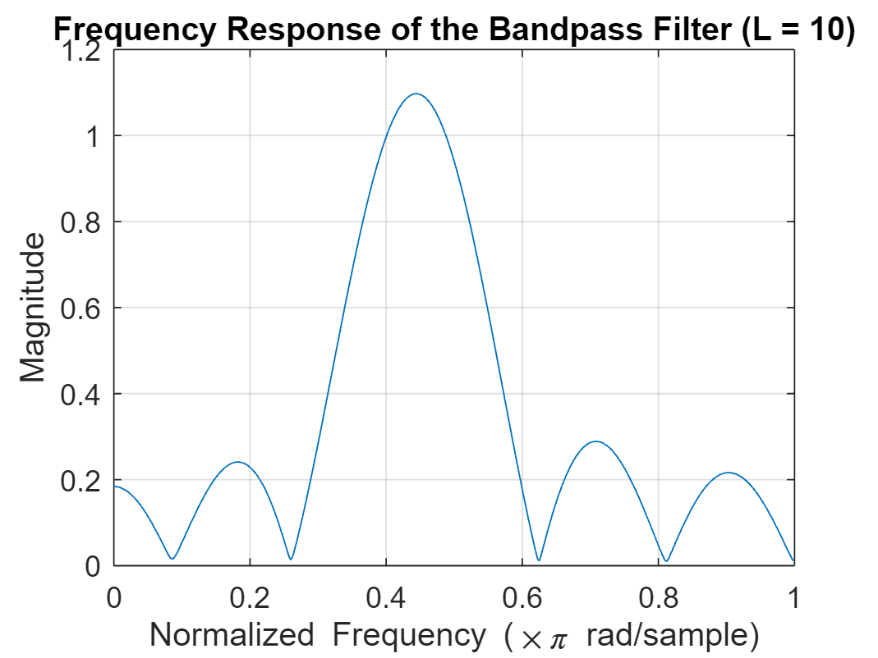 Frequency Response of the Bandpass Filter (L = 10)
1.2
1
0.8
0.6
0.4
0.2
0
Magnitude
0 0.2 0.4 0.6 0.8 1
Normalized Frequency (×π rad/sample)